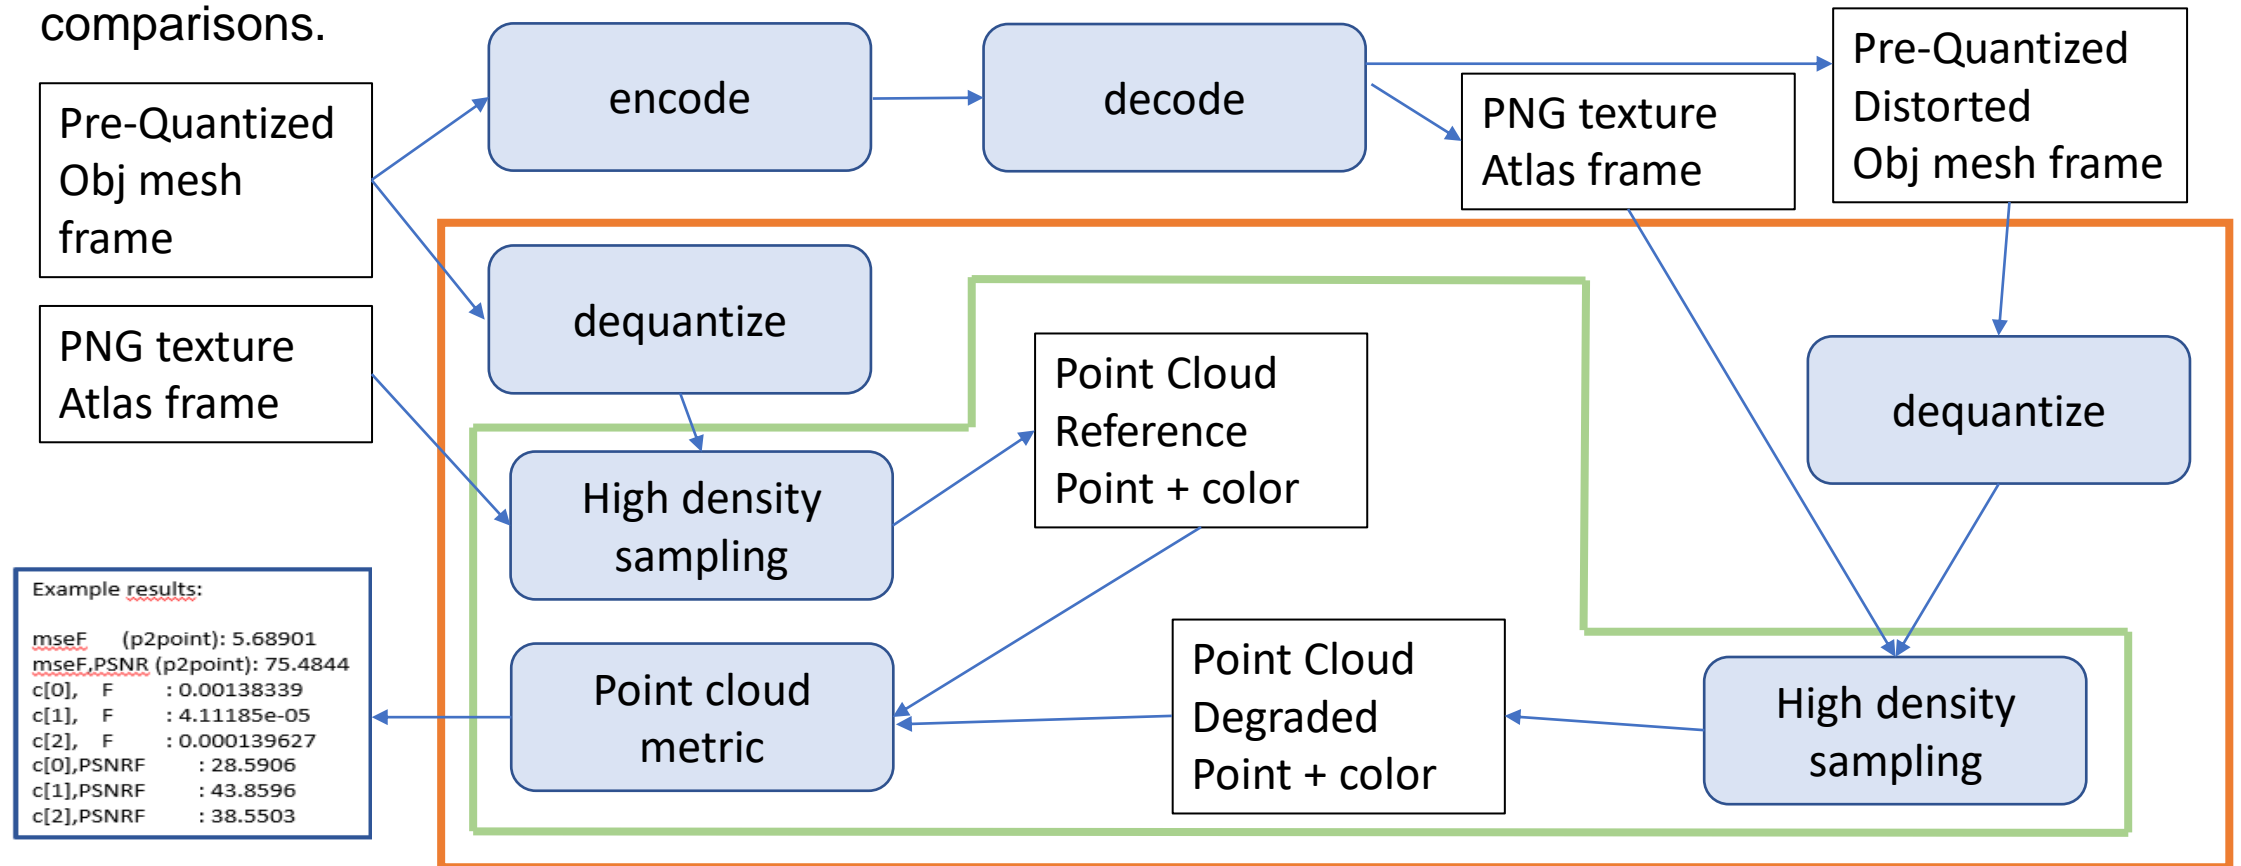 comparisons.
Pre-Quantized
Obj mesh
frame
encode
decode
PNG texture
Atlas frame
Pre-Quantized
Distorted
Obj mesh frame
PNG texture
Atlas frame
dequantize
Point Cloud
Reference
Point + color
dequantize
High density
sampling
Example results:
mseF (p2point): 5.68901
mseF,PSNR (p2point): 75.4844
c[0], F : 0.00138339
c[1], F : 4.11185e-05
c[2], F : 0.000139627
c[0],PSNRF : 28.5906
c[1],PSNRF : 43.8596
c[2],PSNRF : 38.5503
Point cloud
metric
Point Cloud
Degraded
Point + color
High density
sampling